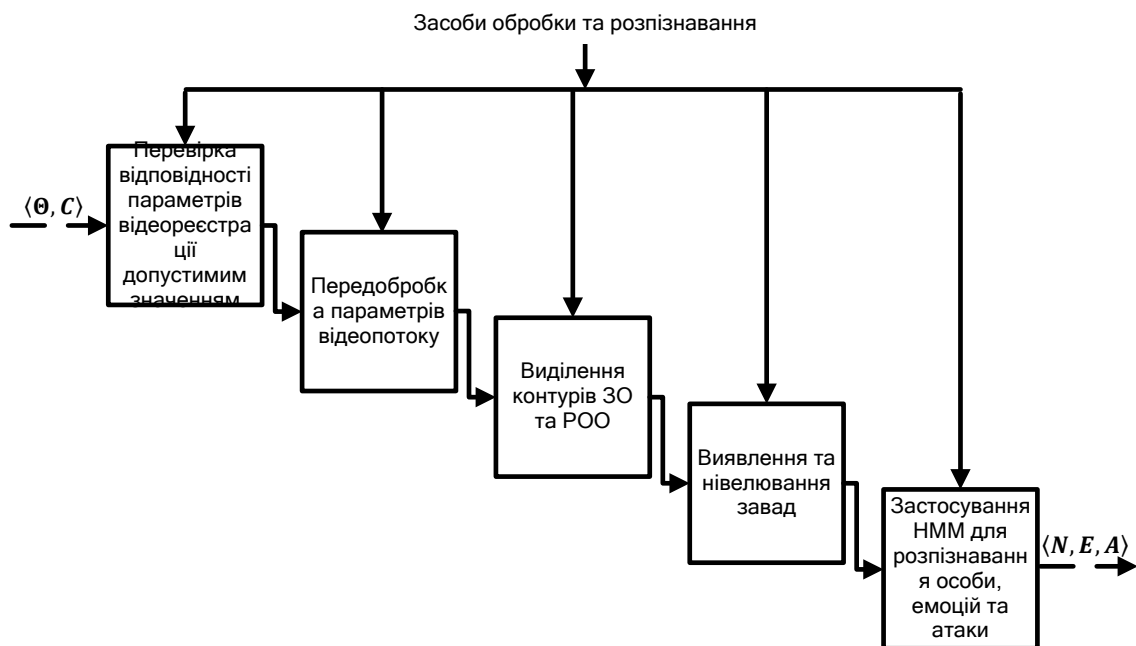 Засоби обробки та розпізнавання
Перевірка
відповідності
параметрів
відеореєстра
ції
допустимим
значенням
⟨Θ, C⟩
Передобробк
а параметрів
відеопотоку
Виділення
контурів ЗО
та РОО
Виявлення та
нівелювання
завад
Застосування
НММ для
розпізнаванн
я особи,
емоцій та
атаки
⟨N, E, A⟩